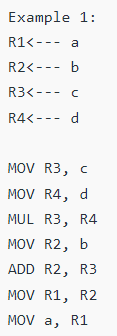 Example 1:
R1<--- a
R2<--- b
R3<--- c
R4<--- d
MOV R3, c
MOV R4, d
MUL R3, R4
MOV R2, b
ADD R2, R3
MOV R1, R2
MOV a, R1